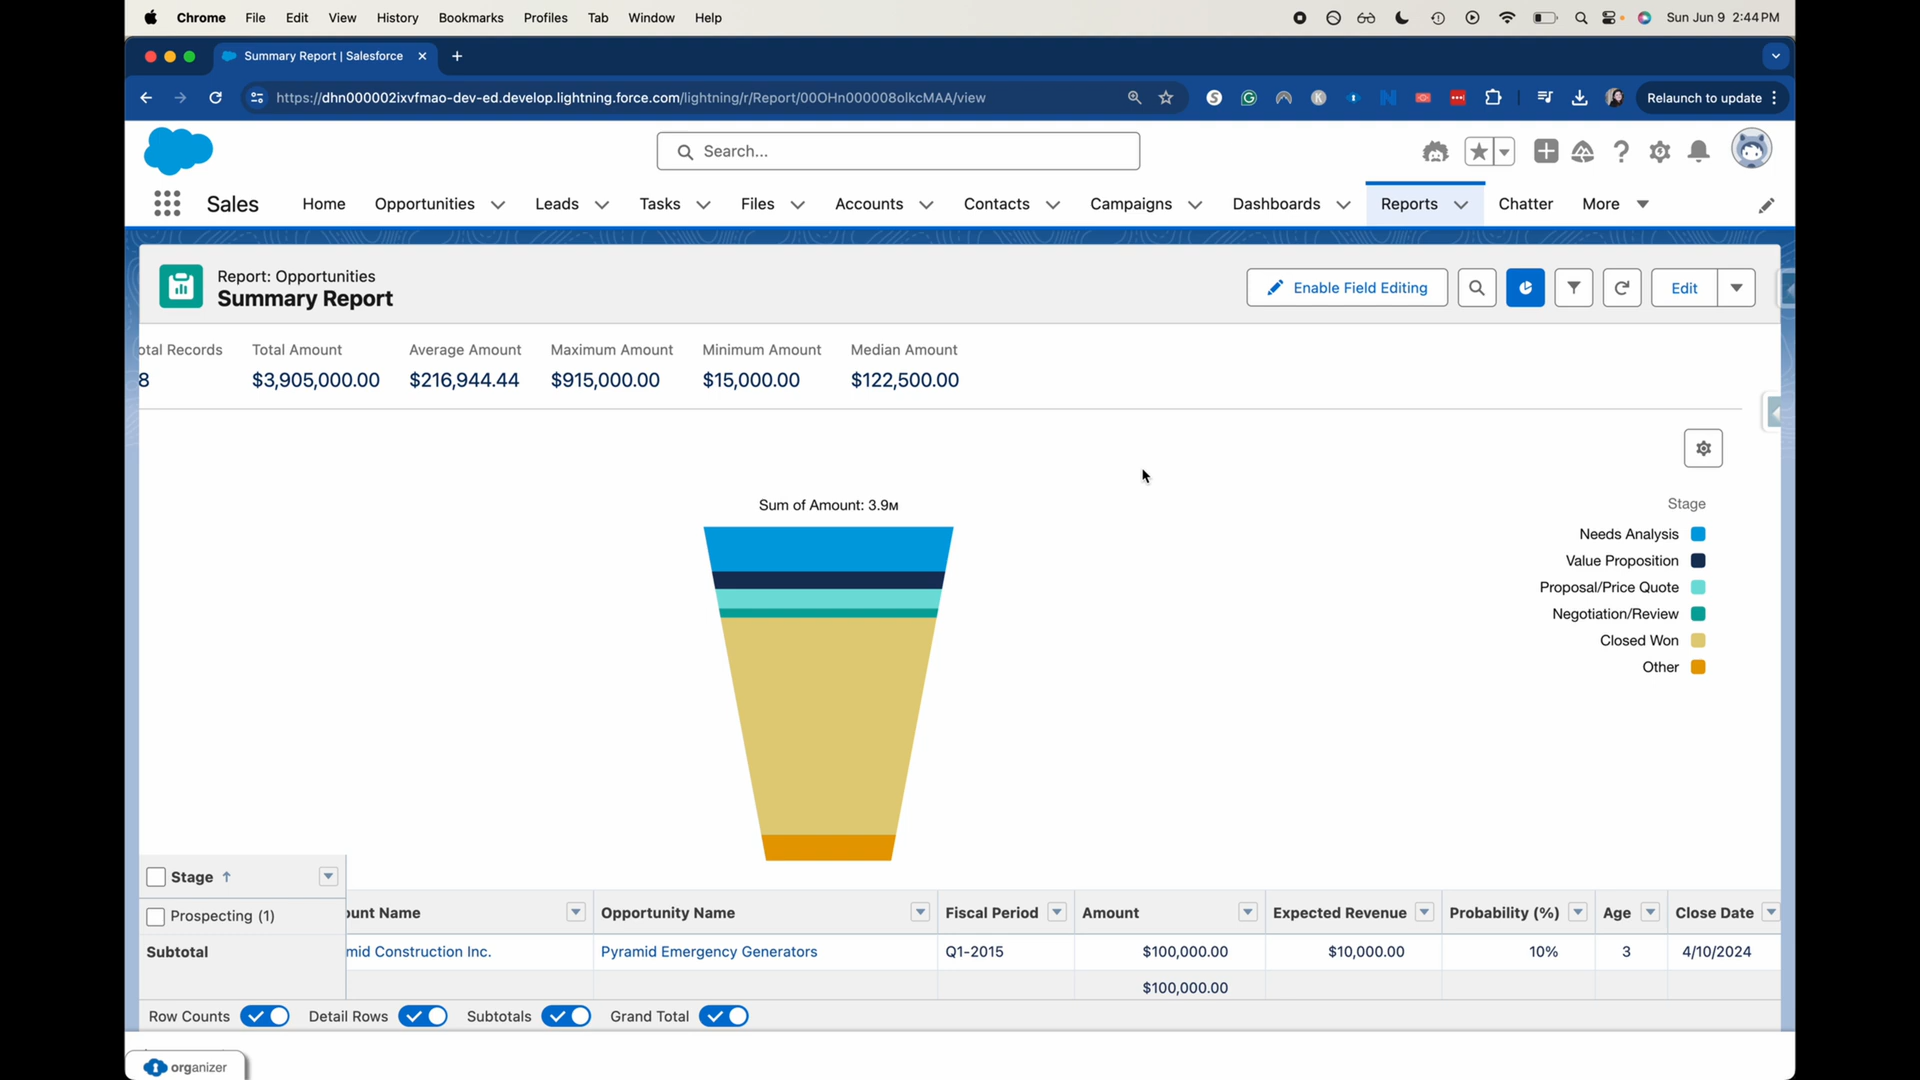 Chrome File Edit View History Bookmarks Profiles Tab Window Help Sun Jun 9 2:44 PM
Summary Report | Salesforce
https://dhn000002ixvfmao-dev-ed.develop.lightning.force.com/lightning/r/Report/00OHn000008olkcMAA/view Relaunch to update
Search...
Sales Home Opportunities Leads Tasks Files Accounts Contacts Campaigns Dashboards Reports Chatter More
Report: Opportunities
Summary Report
Enable Field Editing Edit
otal Records Total Amount Average Amount Maximum Amount Minimum Amount Median Amount
8 $3,905,000.00 $216,944.44 $915,000.00 $15,000.00 $122,500.00
Sum of Amount: 3.9M
Stage
Needs Analysis
Value Proposition
Proposal/Price Quote
Negotiation/Review
Closed Won
Other
Stage ↑
ount Name Opportunity Name Fiscal Period Amount Expected Revenue Probability (%) Age Close Date
Prospecting (1)
Subtotal mid Construction Inc. Pyramid Emergency Generators Q1-2015 $100,000.00 $10,000.00 10% 3 4/10/2024
$100,000.00
Row Counts Detail Rows Subtotals Grand Total
organizer